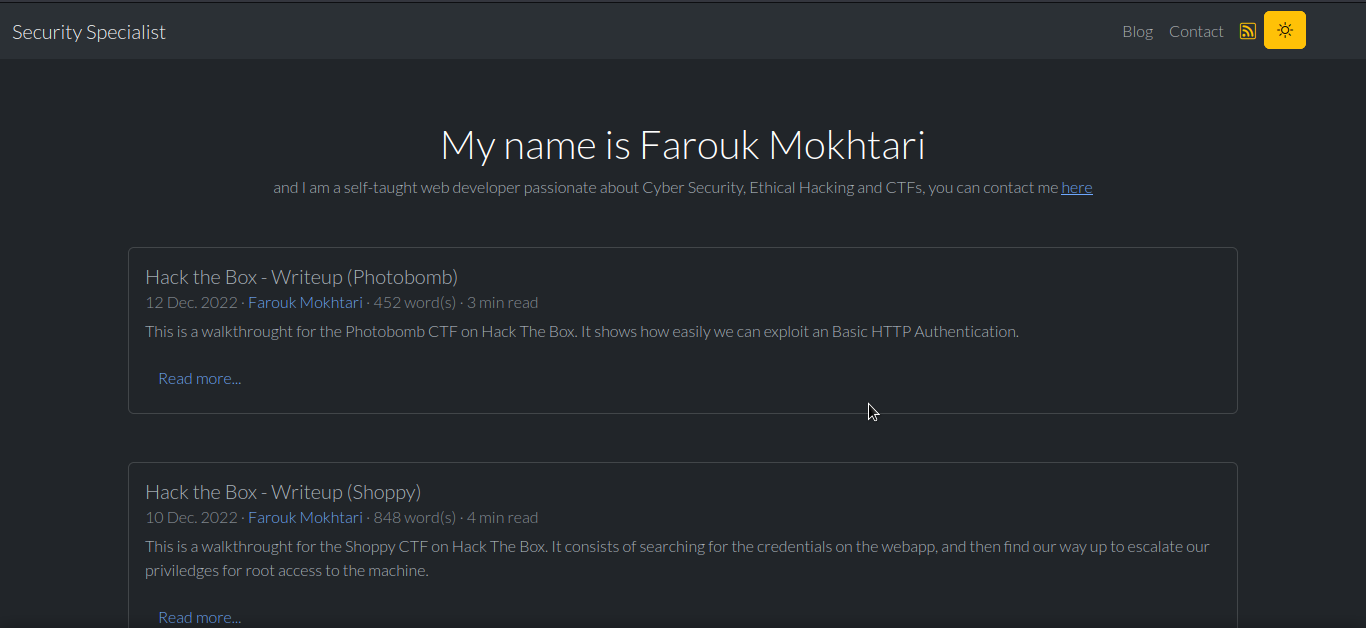 Security Specialist
Blog
Contact
My name is Farouk Mokhtari
and I am a self-taught web developer passionate about Cyber Security, Ethical Hacking and CTFs, you can contact me here
Hack the Box - Writeup (Photobomb)
12 Dec. 2022 · Farouk Mokhtari · 452 word(s) · 3 min read
This is a walkthrought for the Photobomb CTF on Hack The Box. It shows how easily we can exploit an Basic HTTP Authentication.
Read more...
Hack the Box - Writeup (Shoppy)
10 Dec. 2022 · Farouk Mokhtari · 848 word(s) · 4 min read
This is a walkthrought for the Shoppy CTF on Hack The Box. It consists of searching for the credentials on the webapp, and then find our way up to escalate our
priviledges for root access to the machine.
Read more...